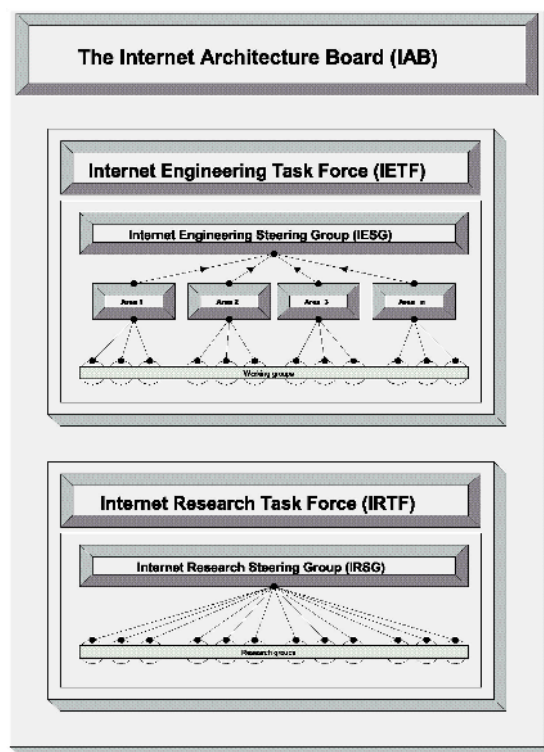 The Internet Architecture Board (IAB)
Internet Engineering Task Force (IETF)
Internet Engineering Steering Group (IESG)
Area 1
Area 2
Area 3
Area n
Working groups
Internet Research Task Force (IRTF)
Internet Research Steering Group (IRSG)
Research groups